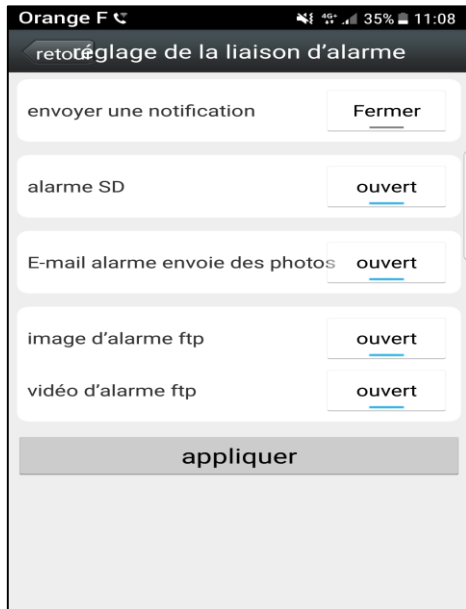 Orange F 4G+ 35% 11:08
retour réglage de la liaison d’alarme
envoyer une notification Fermer
alarme SD ouvert
E-mail alarme envoie des photos ouvert
image d’alarme ftp ouvert
vidéo d’alarme ftp ouvert
appliquer